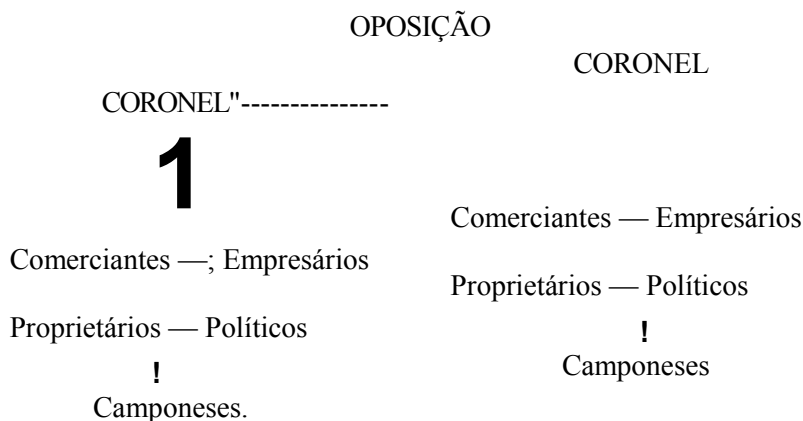 OPOSIÇÃO
CORONEL
CORONEL"---------------
1
Comerciantes — Empresários
Comerciantes —; Empresários
Proprietários — Políticos
Proprietários — Políticos
!
Camponeses
!
Camponeses.